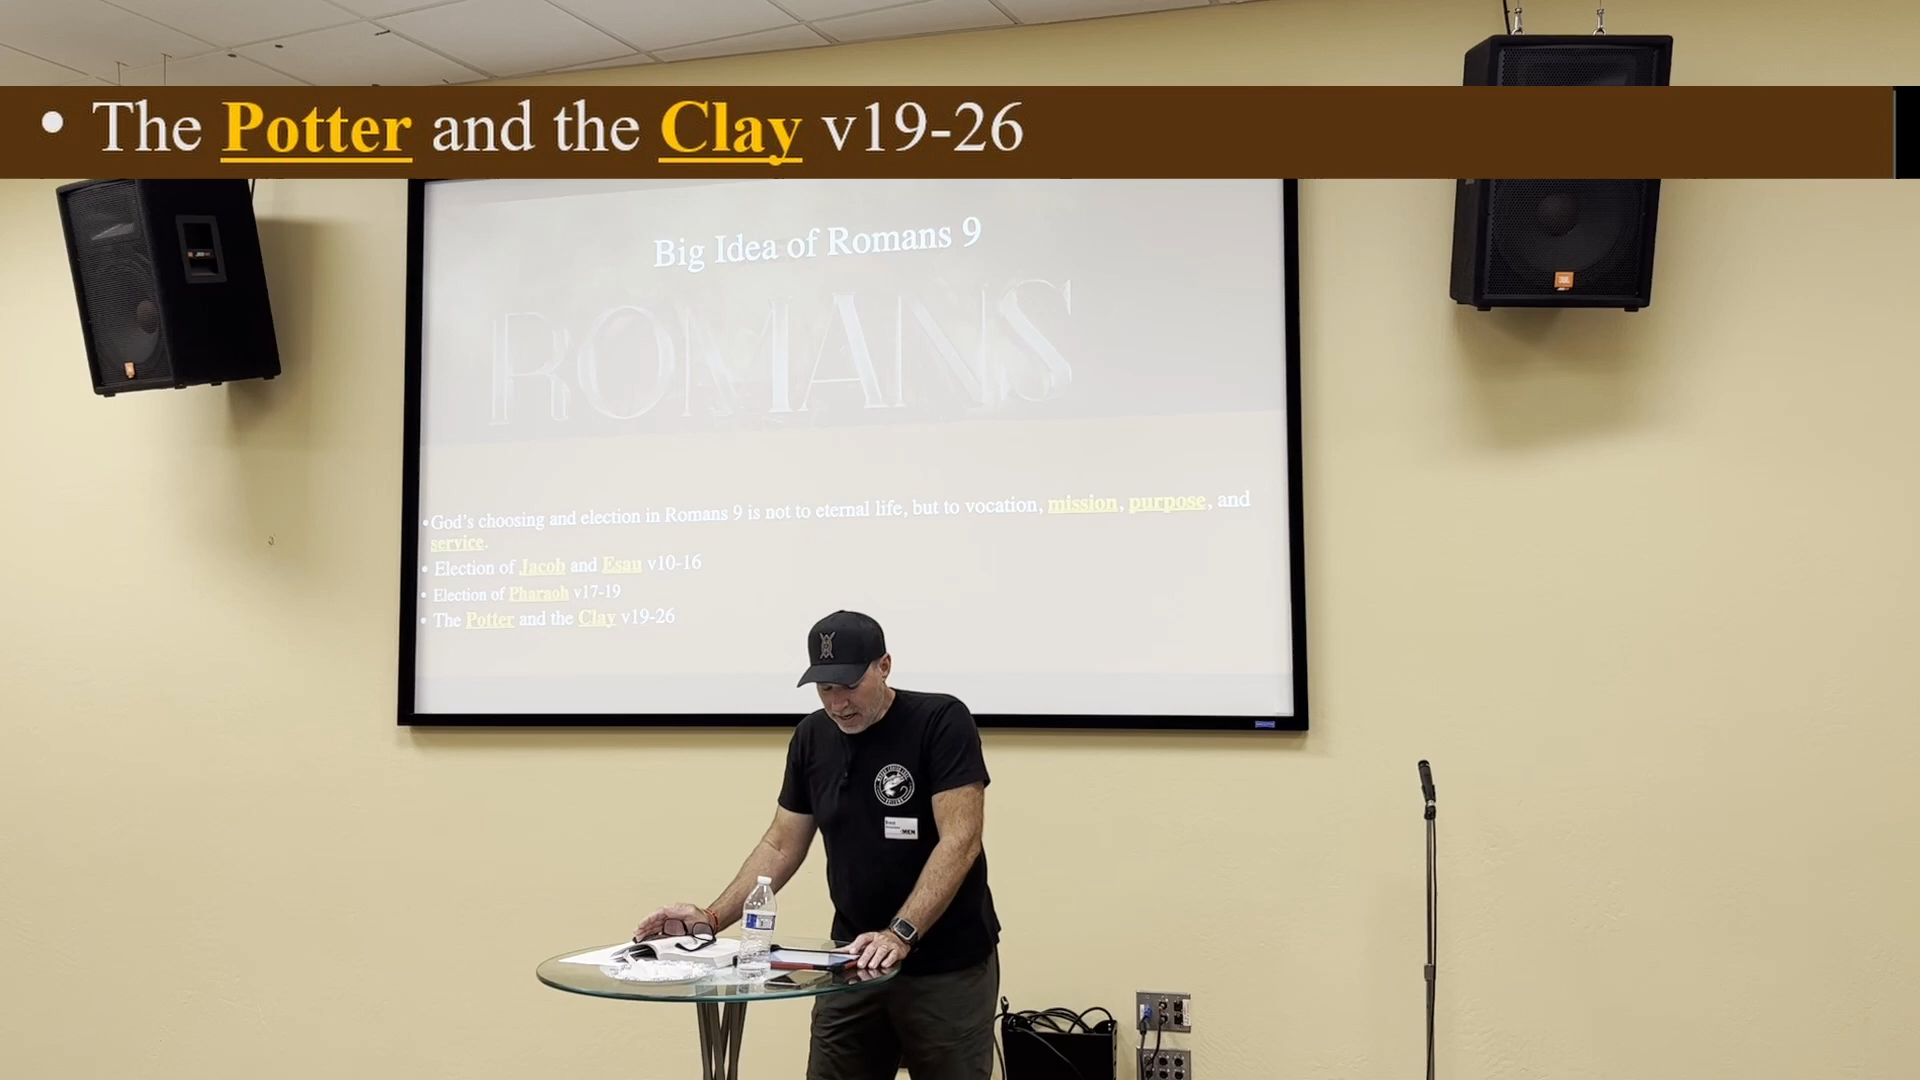 • The Potter and the Clay v19-26
Big Idea of Romans 9
ROMANS
• God's choosing and election in Romans 9 is not to eternal life, but to vocation, mission, purpose, and
service.
• Election of Jacob and Esau v10-16
• Election of Pharaoh v17-19
• The Potter and the Clay v19-26
MEN